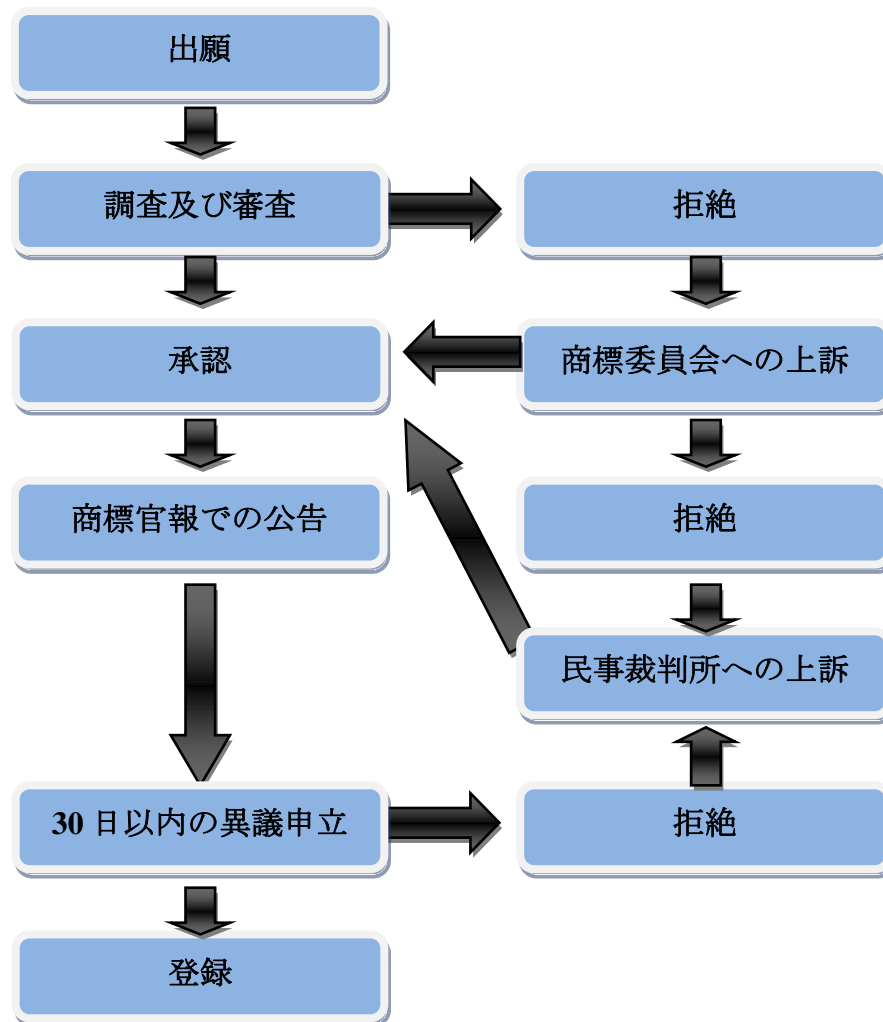 出願
調査及び審査
拒絶
承認
商標委員会への上訴
商標官報での公告
拒絶
民事裁判所への上訴
30 日以内の異議申立
拒絶
登録